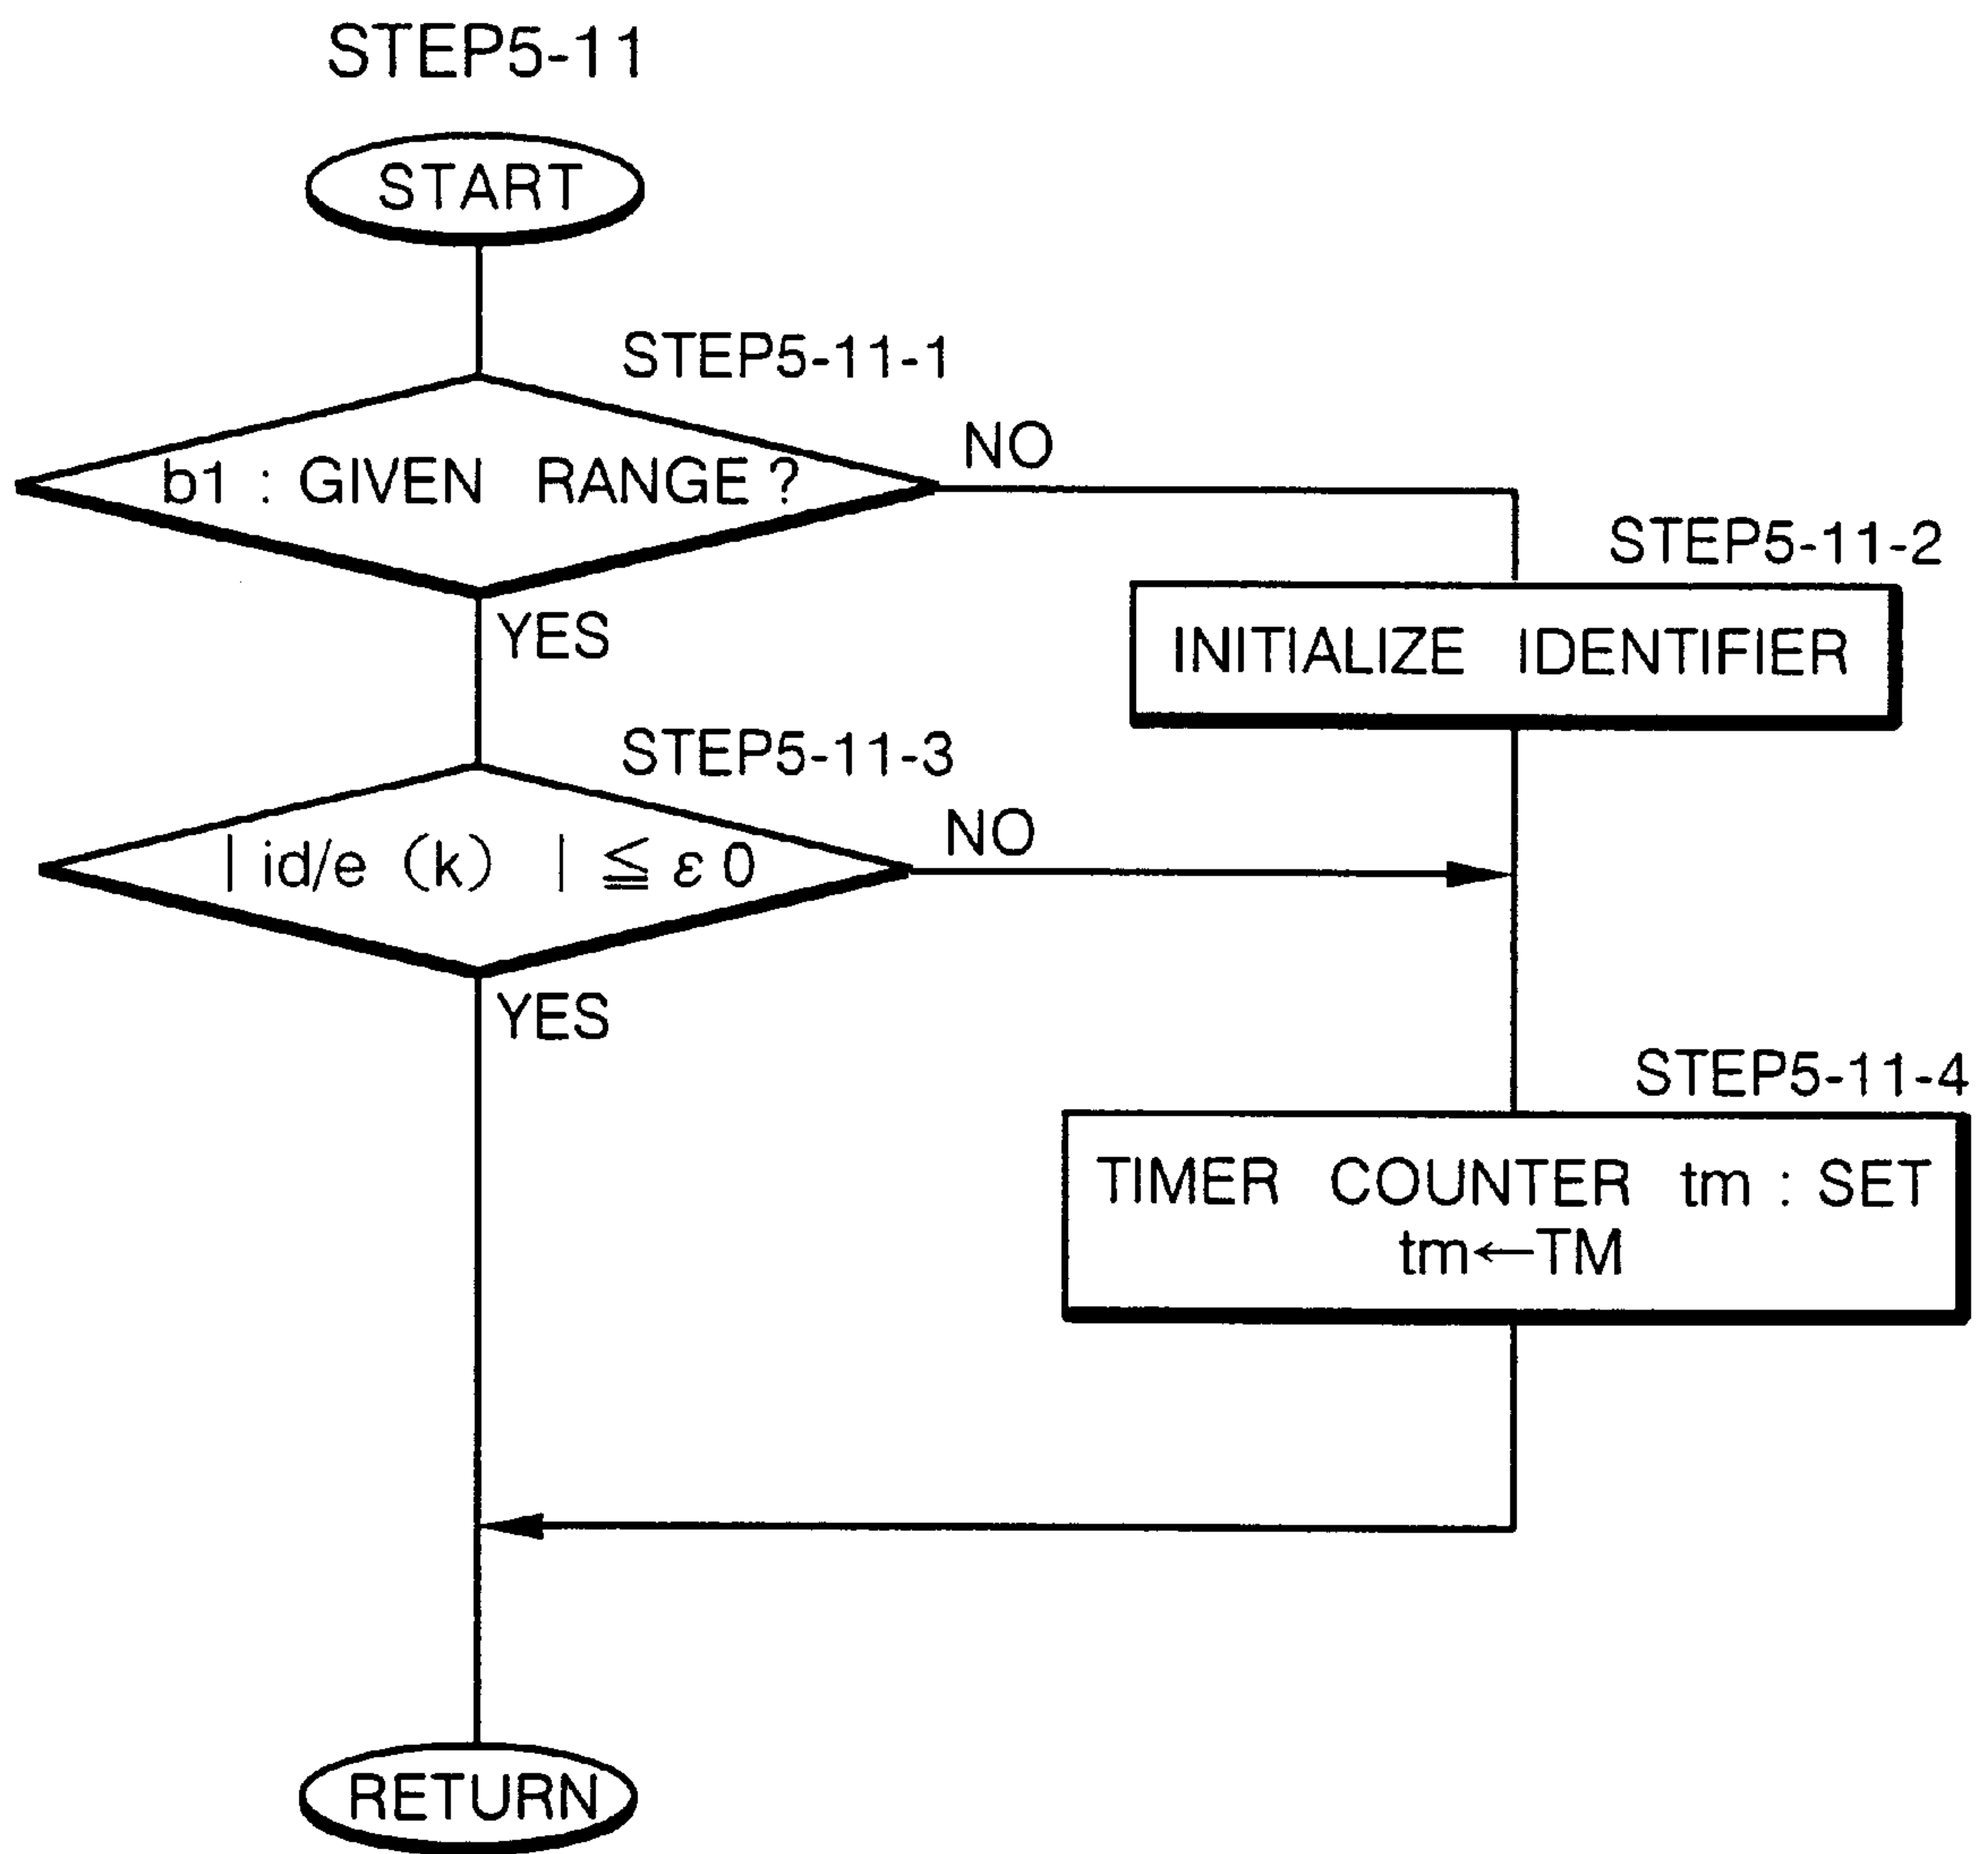 STEP5-11
START
STEP5-11-1
b1 : GIVEN RANGE ?
NO
STEP5-11-2
INITIALIZE IDENTIFIER
YES
STEP5-11-3
| id/e (k) | ≦ ε 0
NO
YES
STEP5-11-4
TIMER COUNTER tm : SET
tm←TM
RETURN